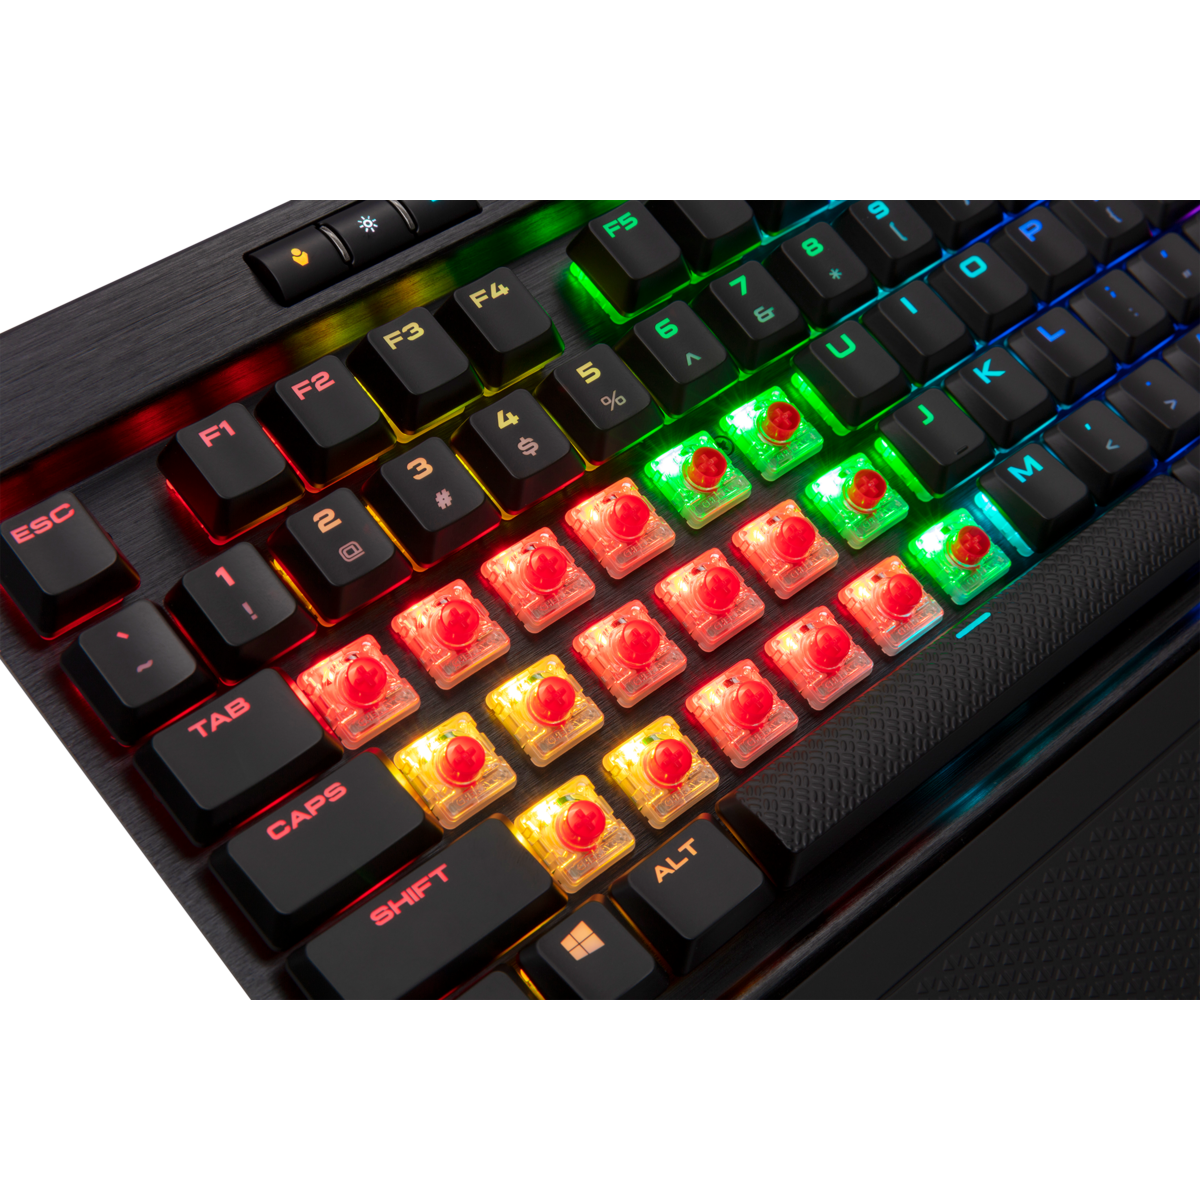 ESC
F1
F2
F3
F4
F5
` ~
1 !
2 @
3 #
4 $
5 %
6 ^
7 &
8 *
9 (
TAB
U
I
O
P
CAPS
J
K
L
SHIFT
M
ALT